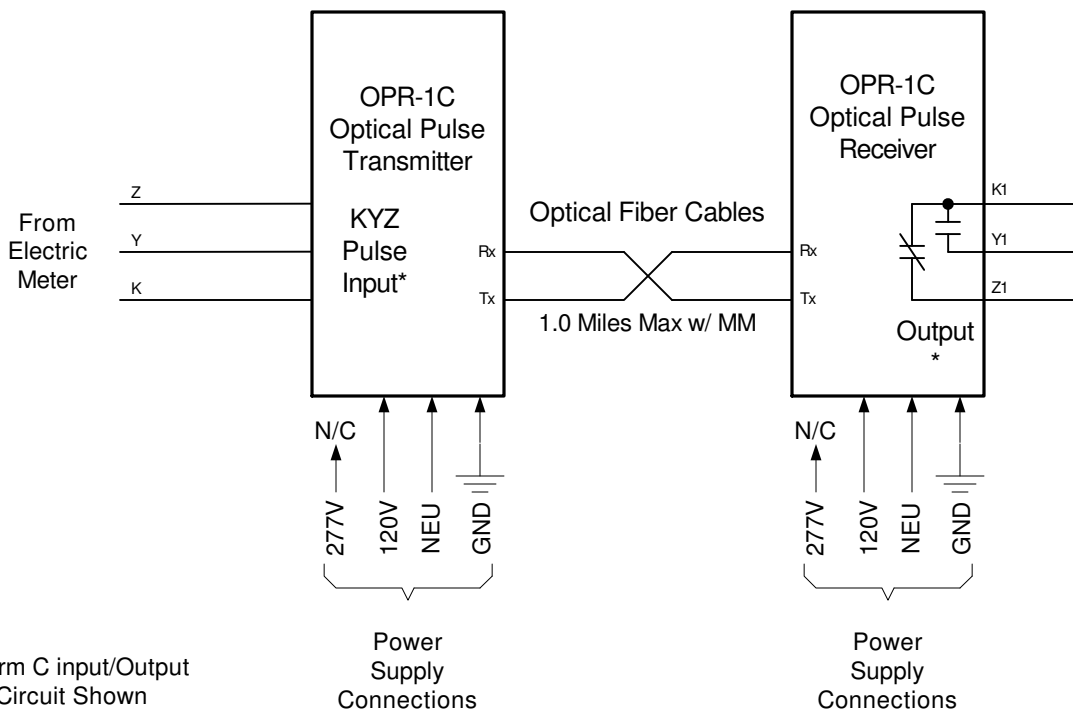 OPR-1C
Optical Pulse
Transmitter
KYZ
Pulse
Input*
From
Electric
Meter
Z
Y
K
Rx
Tx
Optical Fiber Cables
1.0 Miles Max w/ MM
OPR-1C
Optical Pulse
Receiver
Rx
Tx
K1
Y1
Z1
Output
*
N/C
277V
120V
NEU
GND
Power
Supply
Connections
N/C
277V
120V
NEU
GND
Power
Supply
Connections
C input/Output
Circuit Shown